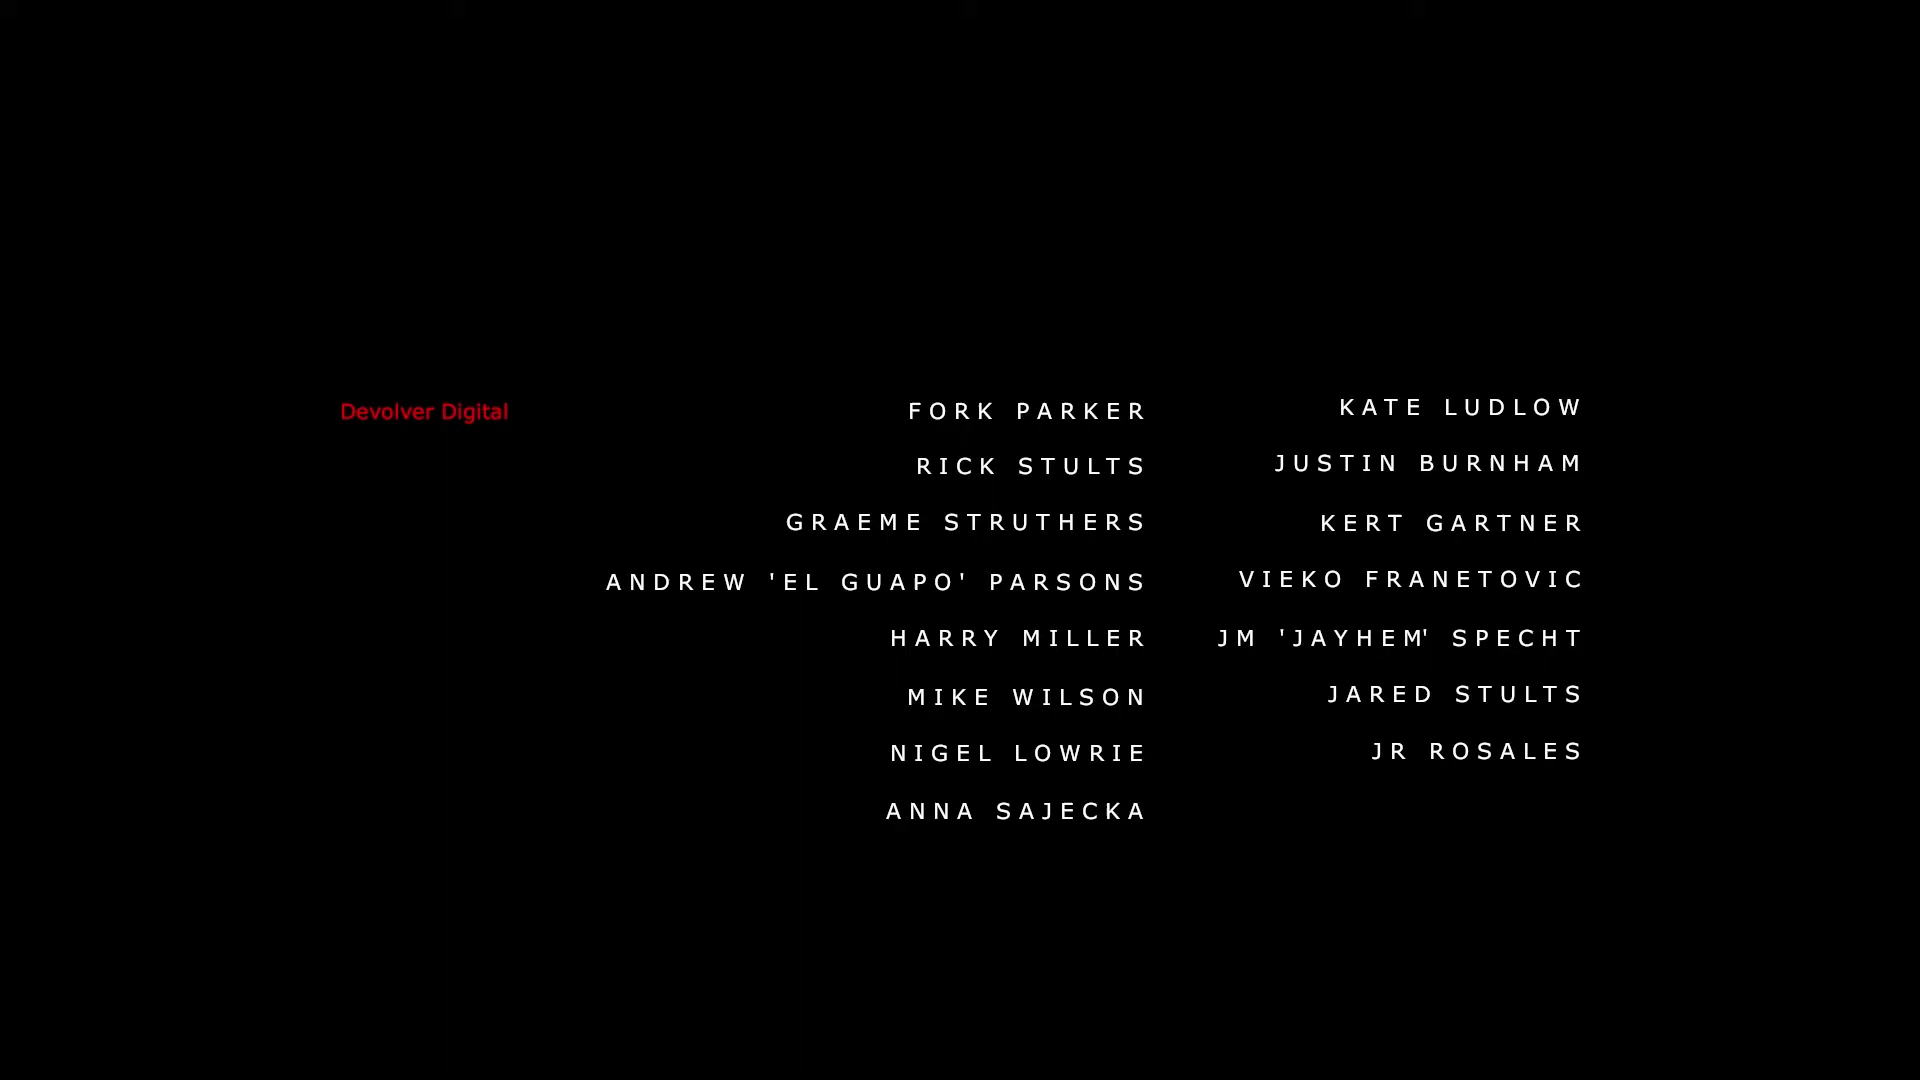 Devolver Digital
FORK PARKER
RICK STULTS
GRAEME STRUTHERS
ANDREW 'EL GUAPO' PARSONS
HARRY MILLER
MIKE WILSON
NIGEL LOWRIE
ANNA SAJECKA
KATE LUDLOW
JUSTIN BURNHAM
KERT GARTNER
VIEKO FRANETOVIC
JM 'JAYHEM' SPECHT
JARED STULTS
JR ROSALES